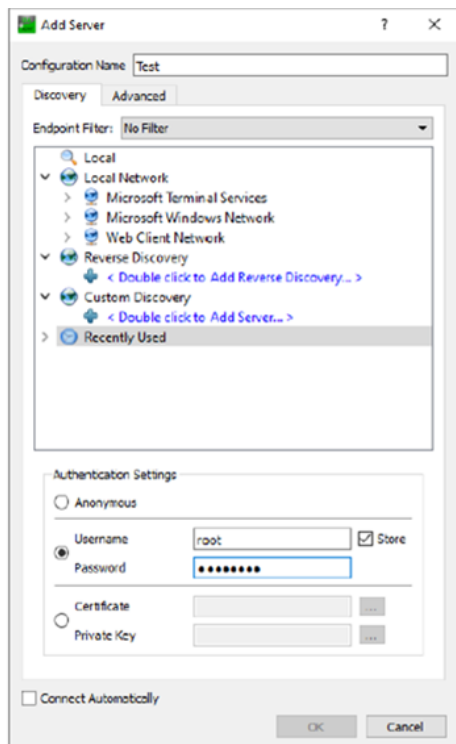 Add Server
Configuration Name Test
Discovery Advanced
Endpoint Filter: No Filter
Local
Local Network
Microsoft Terminal Services
Microsoft Windows Network
Web Client Network
Reverse Discovery
< Double click to Add Reverse Discovery... >
Custom Discovery
< Double click to Add Server... >
Recently Used
Authentication Settings
Anonymous
Username root Store
Password ●●●●●●●●
Certificate ...
Private Key ...
Connect Automatically
OK Cancel